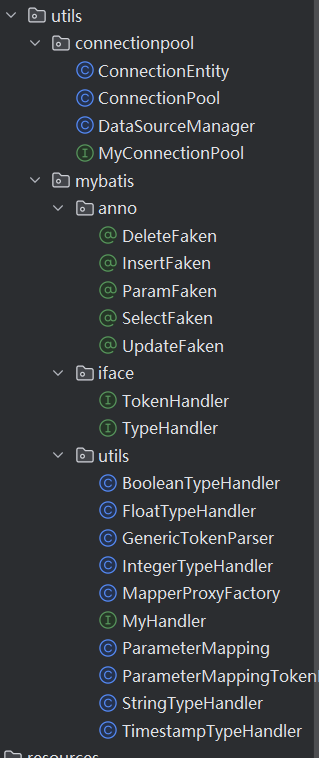 utils
connectionpool
ConnectionEntity
ConnectionPool
DataSourceManager
MyConnectionPool
mybatis
anno
DeleteFaken
InsertFaken
ParamFaken
SelectFaken
UpdateFaken
iface
TokenHandler
TypeHandler
utils
BooleanTypeHandler
FloatTypeHandler
GenericTokenParser
IntegerTypeHandler
MapperProxyFactory
MyHandler
ParameterMapping
ParameterMappingToken
StringTypeHandler
TimestampTypeHandler
resources